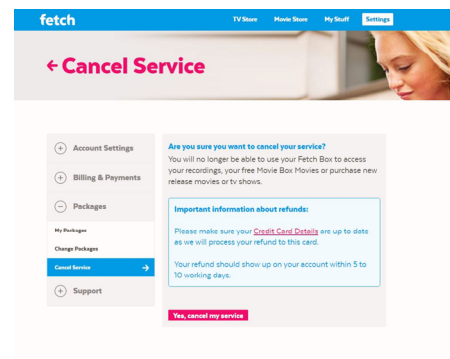 fetch
TV Store Movie Store My Stuff Settings
← Cancel Service
Account Settings
Billing & Payments
Packages
My Packages
Change Packages
Cancel Service →
Support
Are you sure you want to cancel your service?
You will no longer be able to use your Fetch Box to access
your recordings, your free Movie Box Movies or purchase new
release movies or tv shows.
Important information about refunds:
Please make sure your Credit Card Details are up to date
as we will process your refund to this card.
Your refund should show up on your account within 5 to
10 working days.
Yes, cancel my service